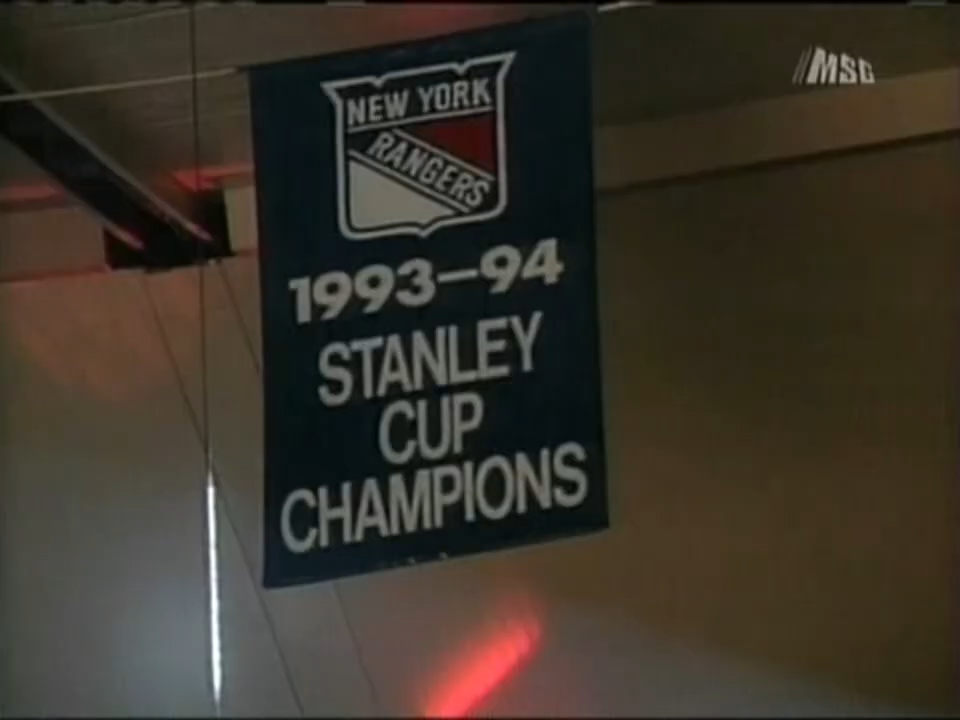 MSG
NEW YORK
RANGERS
1993-94
STANLEY
CUP
CHAMPIONS